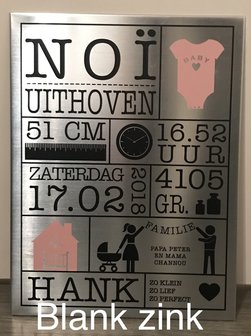 NOÏ
BABY
UITHOVEN
51 CM
16.52
UUR
ZATERDAG
17.02
2018
4105
GR.
FAMILIE
PAPA PETER
EN MAMA
CHANNOU
HANK
ZO KLEIN
ZO LIEF
ZO PERFECT
Blank zink